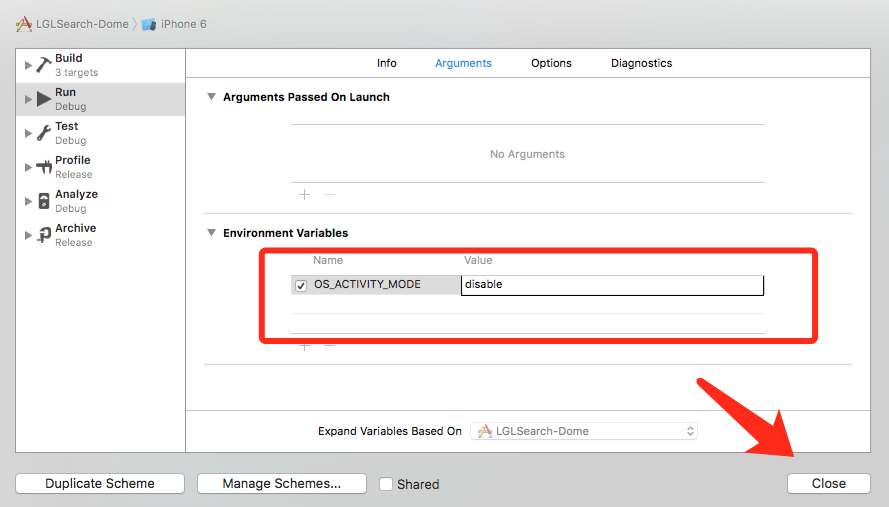 LGLSearch-Dome iPhone 6
Info Arguments Options Diagnostics
Build
3 targets
Run
Debug
Test
Debug
Profile
Release
Analyze
Debug
Archive
Release
Arguments Passed On Launch
No Arguments
Environment Variables
Name Value
OS_ACTIVITY_MODE disable
Expand Variables Based On LGLSearch-Dome
Duplicate Scheme Manage Schemes... Shared Close